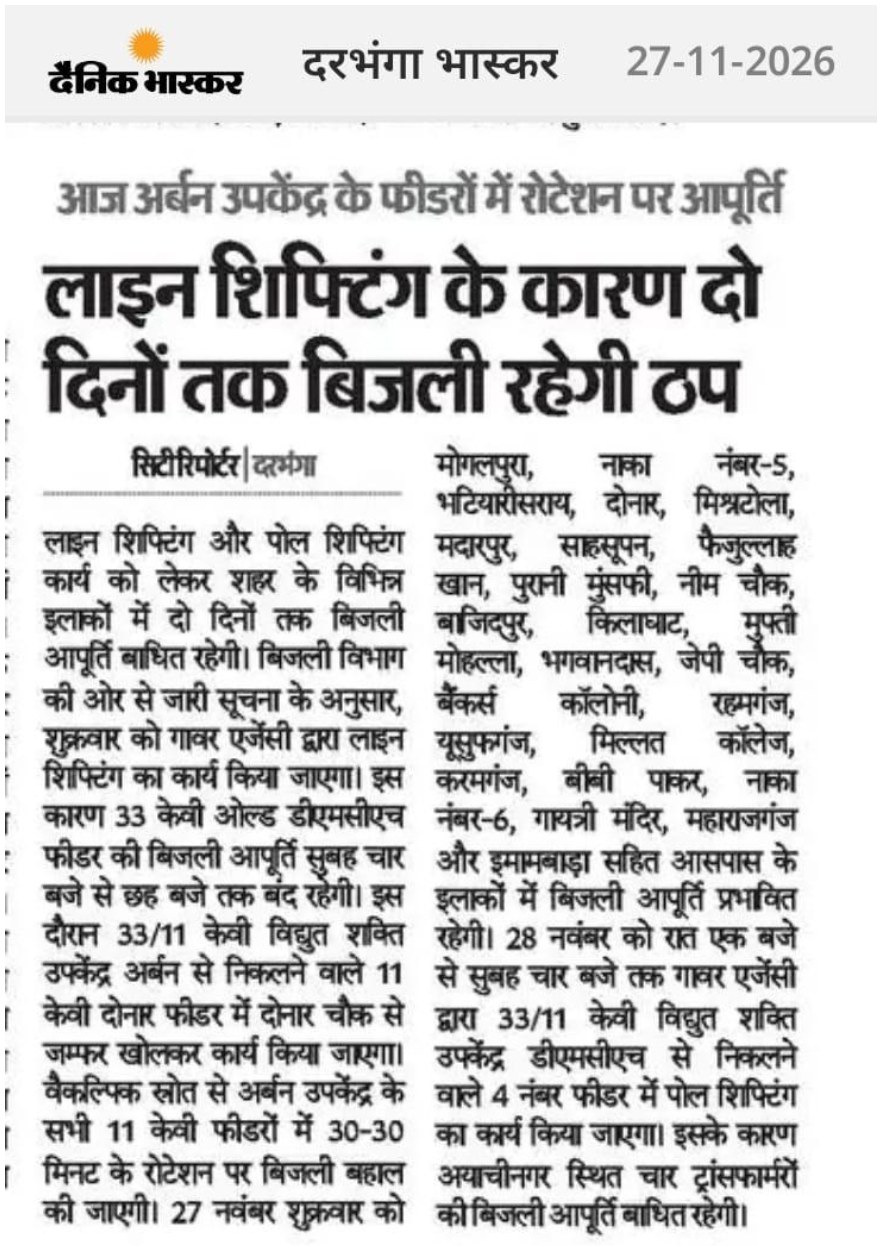 दैनिक भास्कर
दरभंगा भास्कर
27-11-2026
आज अर्बन उपकेंद्र के फीडरों में रोटेशन पर आपूर्ति
लाइन शिफ्टिंग के कारण दो
दिनों तक बिजली रहेगी ठप
सिटी रिपोर्टर|दरभंगा
लाइन शिफ्टिंग और पोल शिफ्टिंग
कार्य को लेकर शहर के विभिन्न
इलाकों में दो दिनों तक बिजली
आपूर्ति बाधित रहेगी। बिजली विभाग
की ओर से जारी सूचना के अनुसार,
शुक्रवार को गावर एजेंसी द्वारा लाइन
शिफ्टिंग का कार्य किया जाएगा। इस
कारण 33 केवी ओल्ड डीएमसीएच
फीडर की बिजली आपूर्ति सुबह चार
बजे से छह बजे तक बंद रहेगी। इस
दौरान 33/11 केवी विद्युत शक्ति
उपकेंद्र अर्बन से निकलने वाले 11
केवी दोनार फीडर में दोनार चौक से
जम्फर खोलकर कार्य किया जाएगा।
वैकल्पिक स्रोत से अर्बन उपकेंद्र के
सभी 11 केवी फीडरों में 30-30
मिनट के रोटेशन पर बिजली बहाल
की जाएगी। 27 नवंबर शुक्रवार को
मोगलपुरा, नाका नंबर-5,
भटियारीसराय, दोनार, मिश्रटोला,
मदारपुर, साहसूपन, फैजुल्लाह
खान, पुरानी मुंसफी, नीम चौक,
बाजिदपुर, किलाघाट, मुफ्ती
मोहल्ला, भगवानदास, जेपी चौक,
बैंकर्स कॉलोनी, रहमगंज,
यूसुफगंज, मिल्लत कॉलेज,
करमगंज, बीबी पाकर, नाका
नंबर-6, गायत्री मंदिर, महाराजगंज
और इमामबाड़ा सहित आसपास के
इलाकों में बिजली आपूर्ति प्रभावित
रहेगी। 28 नवंबर को रात एक बजे
से सुबह चार बजे तक गावर एजेंसी
द्वारा 33/11 केवी विद्युत शक्ति
उपकेंद्र डीएमसीएच से निकलने
वाले 4 नंबर फीडर में पोल शिफ्टिंग
का कार्य किया जाएगा। इसके कारण
अयाचीनगर स्थित चार ट्रांसफार्मरों
की बिजली आपूर्ति बाधित रहेगी।